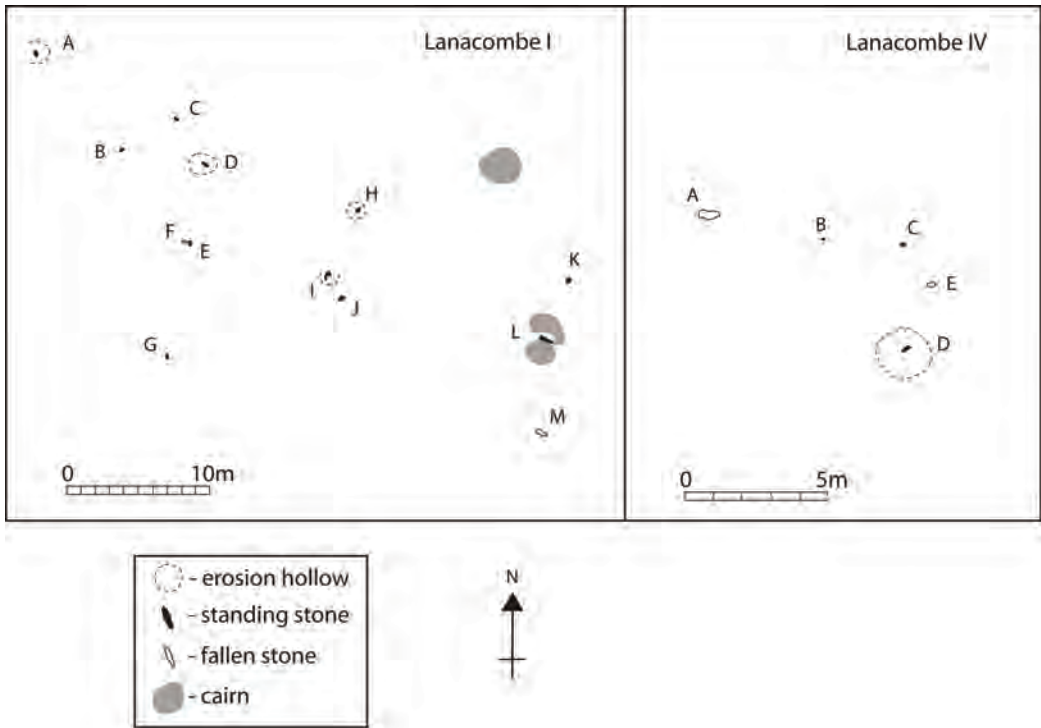 Lanacombe I
A
C
B
D
H
F
E
K
I
J
L
G
M
0 10m
Lanacombe IV
A
B
C
E
D
0 5m
- erosion hollow
- standing stone
- fallen stone
- cairn
N